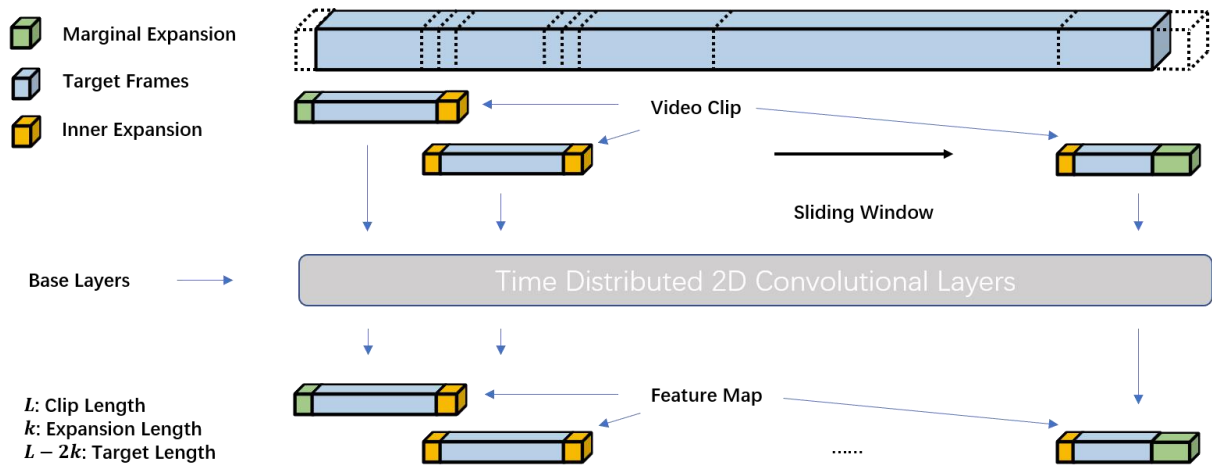 Marginal Expansion
Target Frames
Inner Expansion
Video Clip
Sliding Window
Base Layers
Time Distributed 2D Convolutional Layers
Feature Map
L: Clip Length
k: Expansion Length
L − 2k: Target Length
......